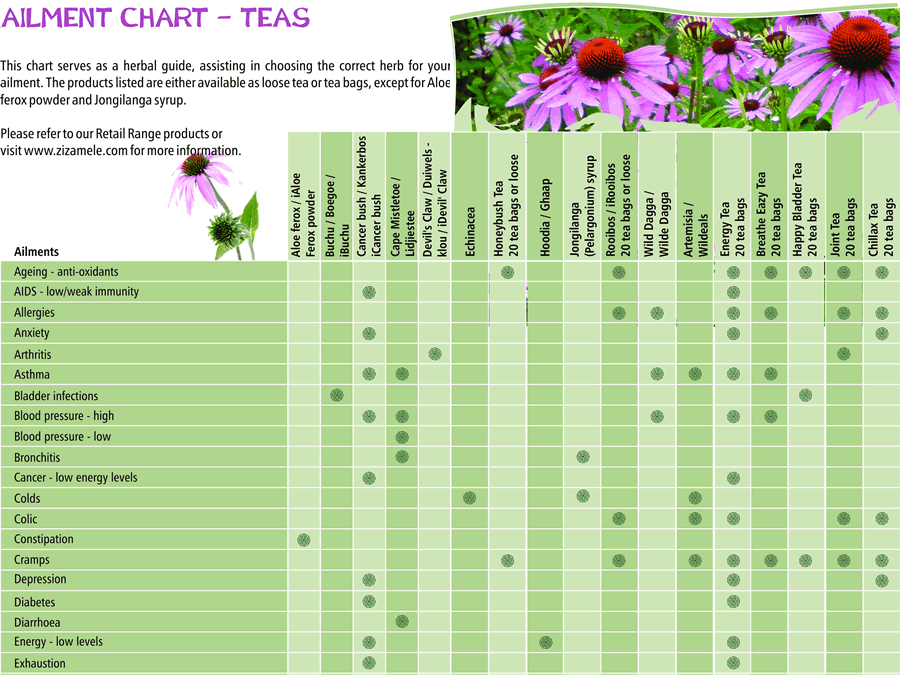 AILMENT CHART - TEAS
This chart serves as a herbal guide, assisting in choosing the correct herb for your
ailment. The products listed are either available as loose tea or tea bags, except for Aloe
ferox powder and Jongilanga syrup.
Please refer to our Retail Range products or
visit www.zizamele.com for more information.
Ailments
Aloe ferox / iAloe
Ferox powder
Buchu / Boegoe /
iBuchu
Cancer bush / Kankerbos
iCancer bush
Cape Mistletoe /
Lidjiestee
Devil's Claw / Duiwels -
klou / iDevil' Claw
Echinacea
Honeybush Tea
20 tea bags or loose
Hoodia / Ghaap
Jongilanga
(Pelargonium) syrup
Rooibos / iRooibos
20 tea bags or loose
Wild Dagga /
Wilde Dagga
Artemisia /
Wildeals
Energy Tea
20 tea bags
Breathe Eazy Tea
20 tea bags
Happy Bladder Tea
20 tea bags
Joint Tea
20 tea bags
Chillax Tea
20 tea bags
Ageing - anti-oxidants
AIDS - low/weak immunity
Allergies
Anxiety
Arthritis
Asthma
Bladder infections
Blood pressure - high
Blood pressure - low
Bronchitis
Cancer - low energy levels
Colds
Colic
Constipation
Cramps
Depression
Diabetes
Diarrhoea
Energy - low levels
Exhaustion